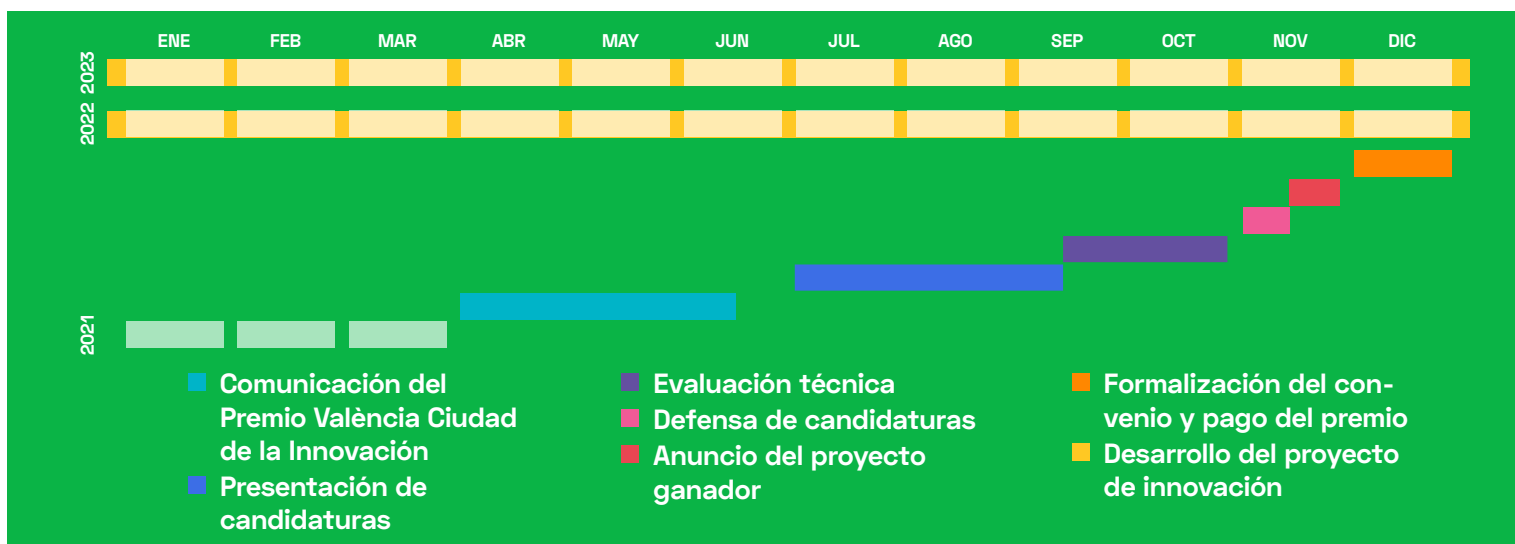 ENE FEB MAR ABR MAY JUN JUL AGO SEP OCT NOV DIC
2023
2022
2021
Comunicación del
Premio València Ciudad
de la Innovación
Presentación de
candidaturas
Evaluación técnica
Defensa de candidaturas
Anuncio del proyecto
ganador
Formalización del con-
venio y pago del premio
Desarrollo del proyecto
de innovación